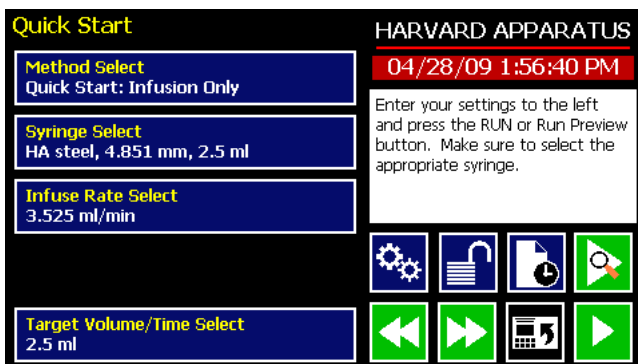 Quick Start
Method Select
Quick Start: Infusion Only
Syringe Select
HA steel, 4.851 mm, 2.5 ml
Infuse Rate Select
3.525 ml/min
Target Volume/Time Select
2.5 ml
HARVARD APPARATUS
04/28/09 1:56:40 PM
Enter your settings to the left
and press the RUN or Run Preview
button. Make sure to select the
appropriate syringe.